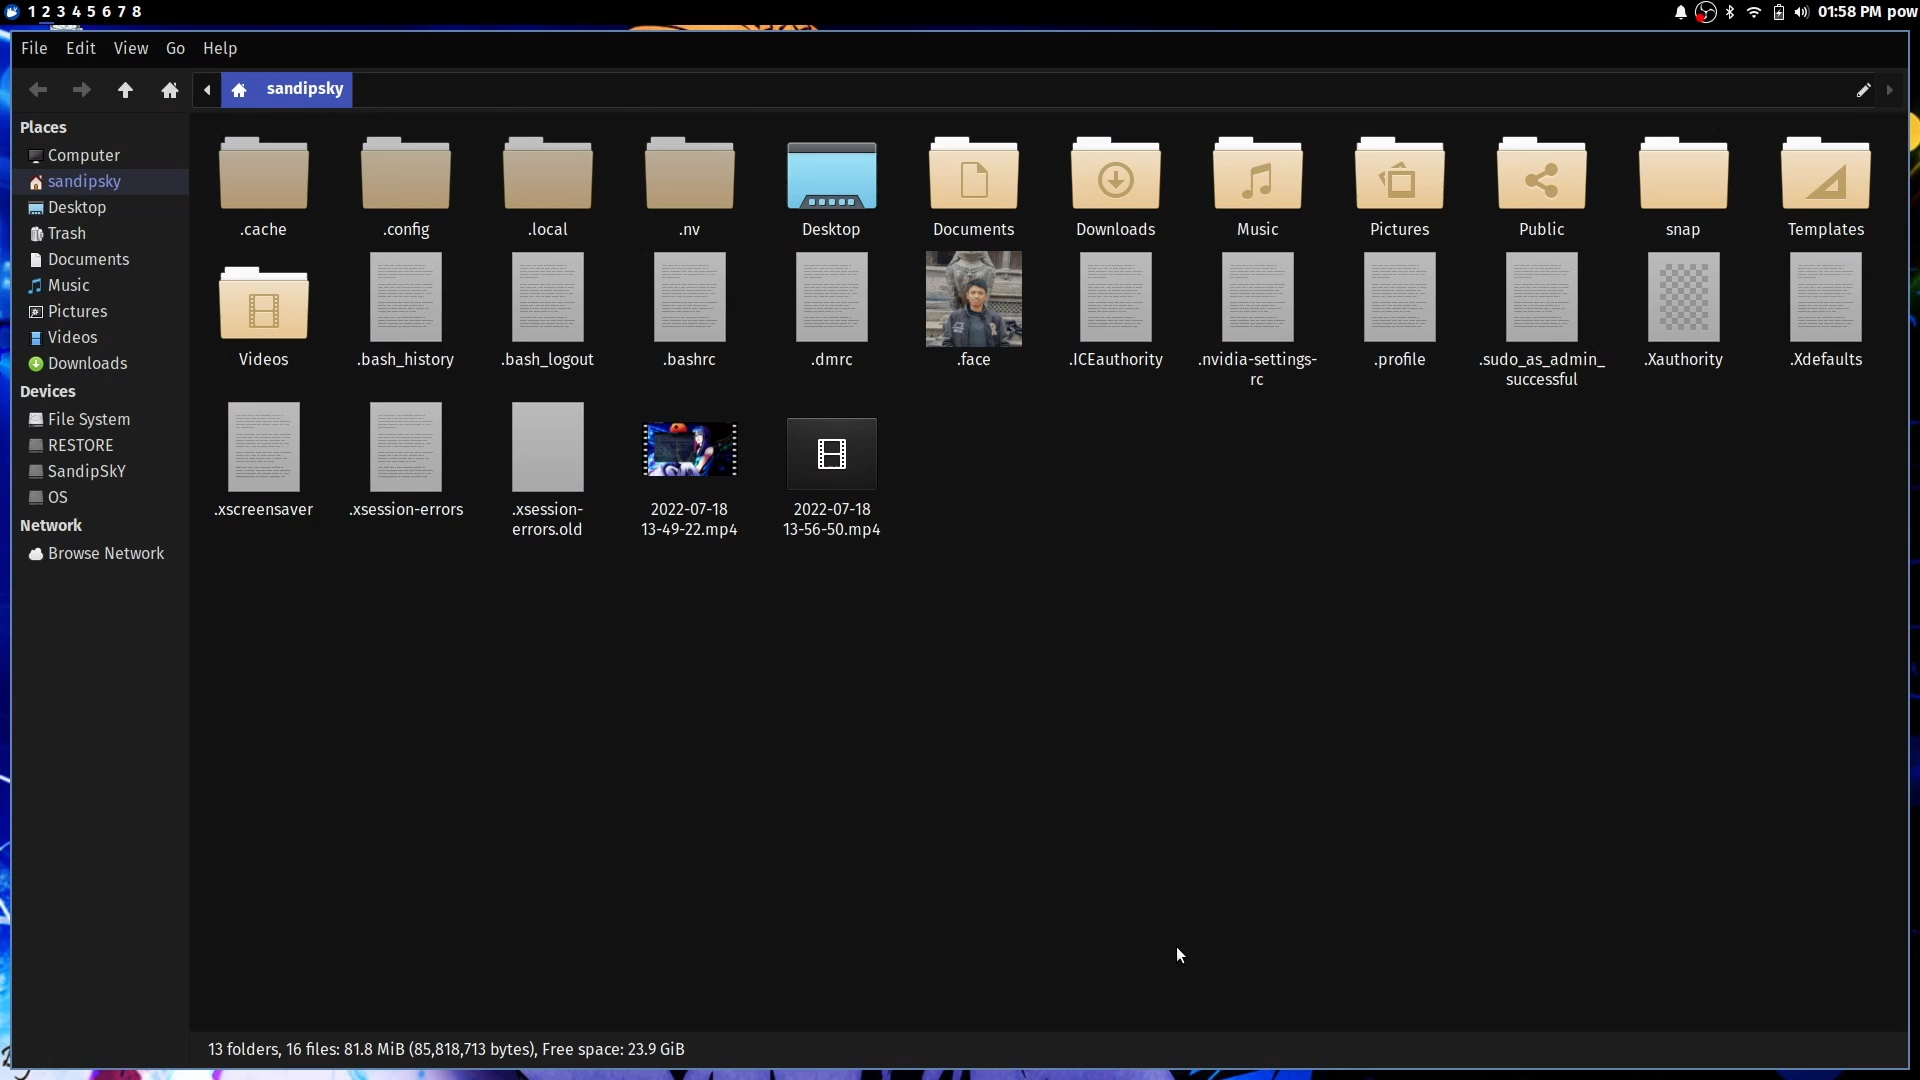 1 2 3 4 5 6 7 8
01:58 PM pow
File Edit View Go Help
sandipsky
Places
Computer
sandipsky
Desktop
Trash
Documents
Music
Pictures
Videos
Downloads
Devices
File System
RESTORE
SandipSkY
OS
Network
Browse Network
.cache
.config
.local
.nv
Desktop
Documents
Downloads
Music
Pictures
Public
snap
Templates
Videos
.bash_history
.bash_logout
.bashrc
.dmrc
.face
.ICEauthority
.nvidia-settings-
rc
.profile
.sudo_as_admin_
successful
.Xauthority
.Xdefaults
.xscreensaver
.xsession-errors
.xsession-
errors.old
2022-07-18
13-49-22.mp4
2022-07-18
13-56-50.mp4
13 folders, 16 files: 81.8 MiB (85,818,713 bytes), Free space: 23.9 GiB